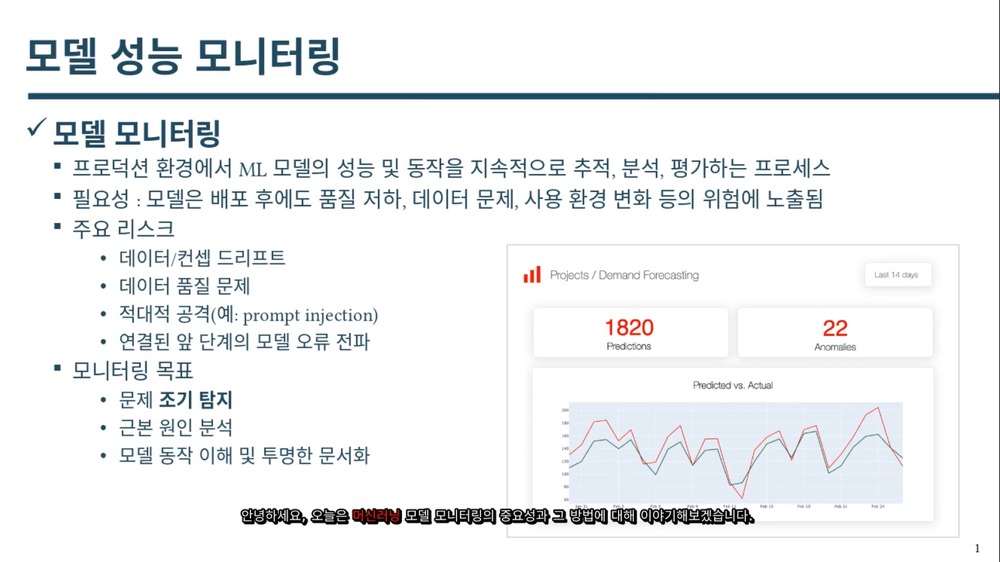 모델 성능 모니터링
✓ 모델 모니터링
▪ 프로덕션 환경에서 ML 모델의 성능 및 동작을 지속적으로 추적, 분석, 평가하는 프로세스
▪ 필요성 : 모델은 배포 후에도 품질 저하, 데이터 문제, 사용 환경 변화 등의 위험에 노출됨
▪ 주요 리스크
• 데이터/컨셉 드리프트
• 데이터 품질 문제
• 적대적 공격(예: prompt injection)
• 연결된 앞 단계의 모델 오류 전파
▪ 모니터링 목표
• 문제 조기 탐지
• 근본 원인 분석
• 모델 동작 이해 및 투명한 문서화
Projects / Demand Forecasting
Last 14 days
1820
Predictions
22
Anomalies
Predicted vs. Actual
200
180
160
140
120
100
80
60
Jan 31 Feb 3 Feb 6 Feb 9 Feb 12 Feb 15 Feb 18 Feb 21 Feb 24
안녕하세요, 오늘은 머신러닝 모델 모니터링의 중요성과 그 방법에 대해 이야기해보겠습니다.
1